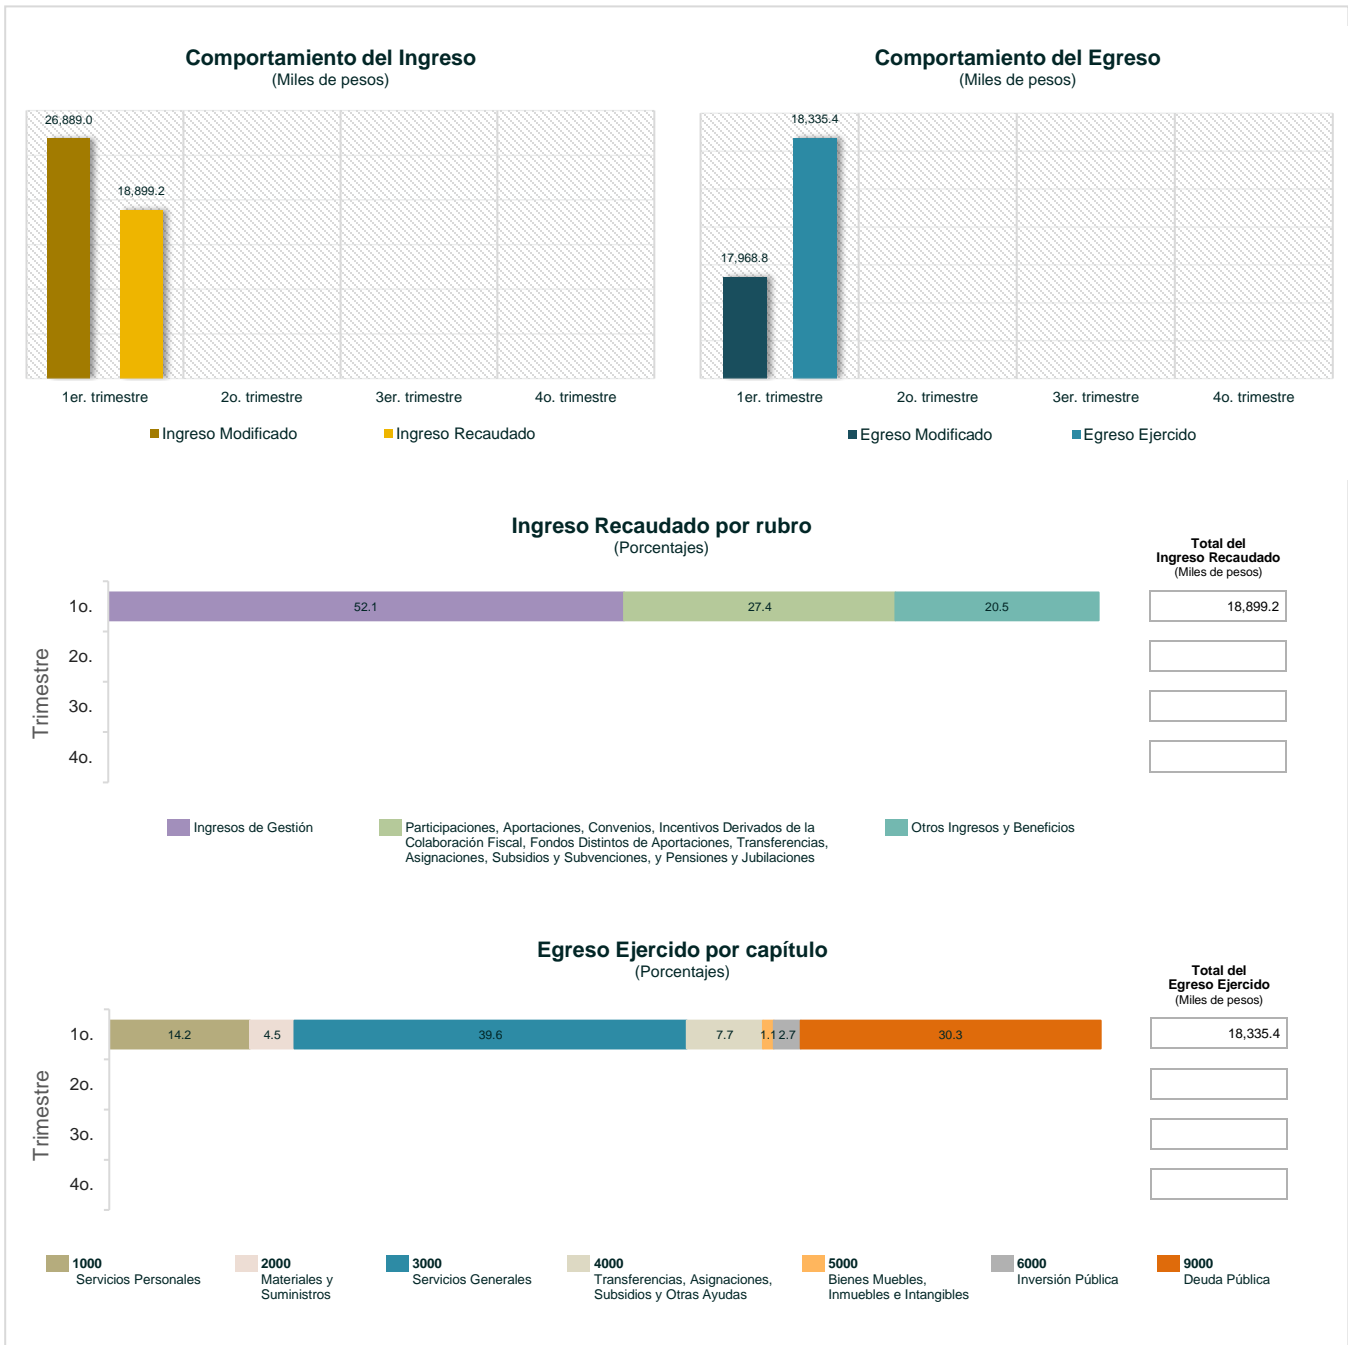 Comportamiento del Ingreso
(Miles de pesos)
26,889.0
18,899.2
1er. trimestre
2o. trimestre
3er. trimestre
4o. trimestre
Ingreso Modificado
Ingreso Recaudado
Comportamiento del Egreso
(Miles de pesos)
18,335.4
17,968.8
1er. trimestre
2o. trimestre
3er. trimestre
4o. trimestre
Egreso Modificado
Egreso Ejercido
Ingreso Recaudado por rubro
(Porcentajes)
Total del
Ingreso Recaudado
(Miles de pesos)
Trimestre
1o.
52.1
27.4
20.5
18,899.2
2o.
3o.
4o.
Ingresos de Gestión
Participaciones, Aportaciones, Convenios, Incentivos Derivados de la
Colaboración Fiscal, Fondos Distintos de Aportaciones, Transferencias,
Asignaciones, Subsidios y Subvenciones, y Pensiones y Jubilaciones
Otros Ingresos y Beneficios
Egreso Ejercido por capítulo
(Porcentajes)
Total del
Egreso Ejercido
(Miles de pesos)
Trimestre
1o.
14.2
4.5
39.6
7.7
1.1
2.7
30.3
18,335.4
2o.
3o.
4o.
1000
Servicios Personales
2000
Materiales y
Suministros
3000
Servicios Generales
4000
Transferencias, Asignaciones,
Subsidios y Otras Ayudas
5000
Bienes Muebles,
Inmuebles e Intangibles
6000
Inversión Pública
9000
Deuda Pública